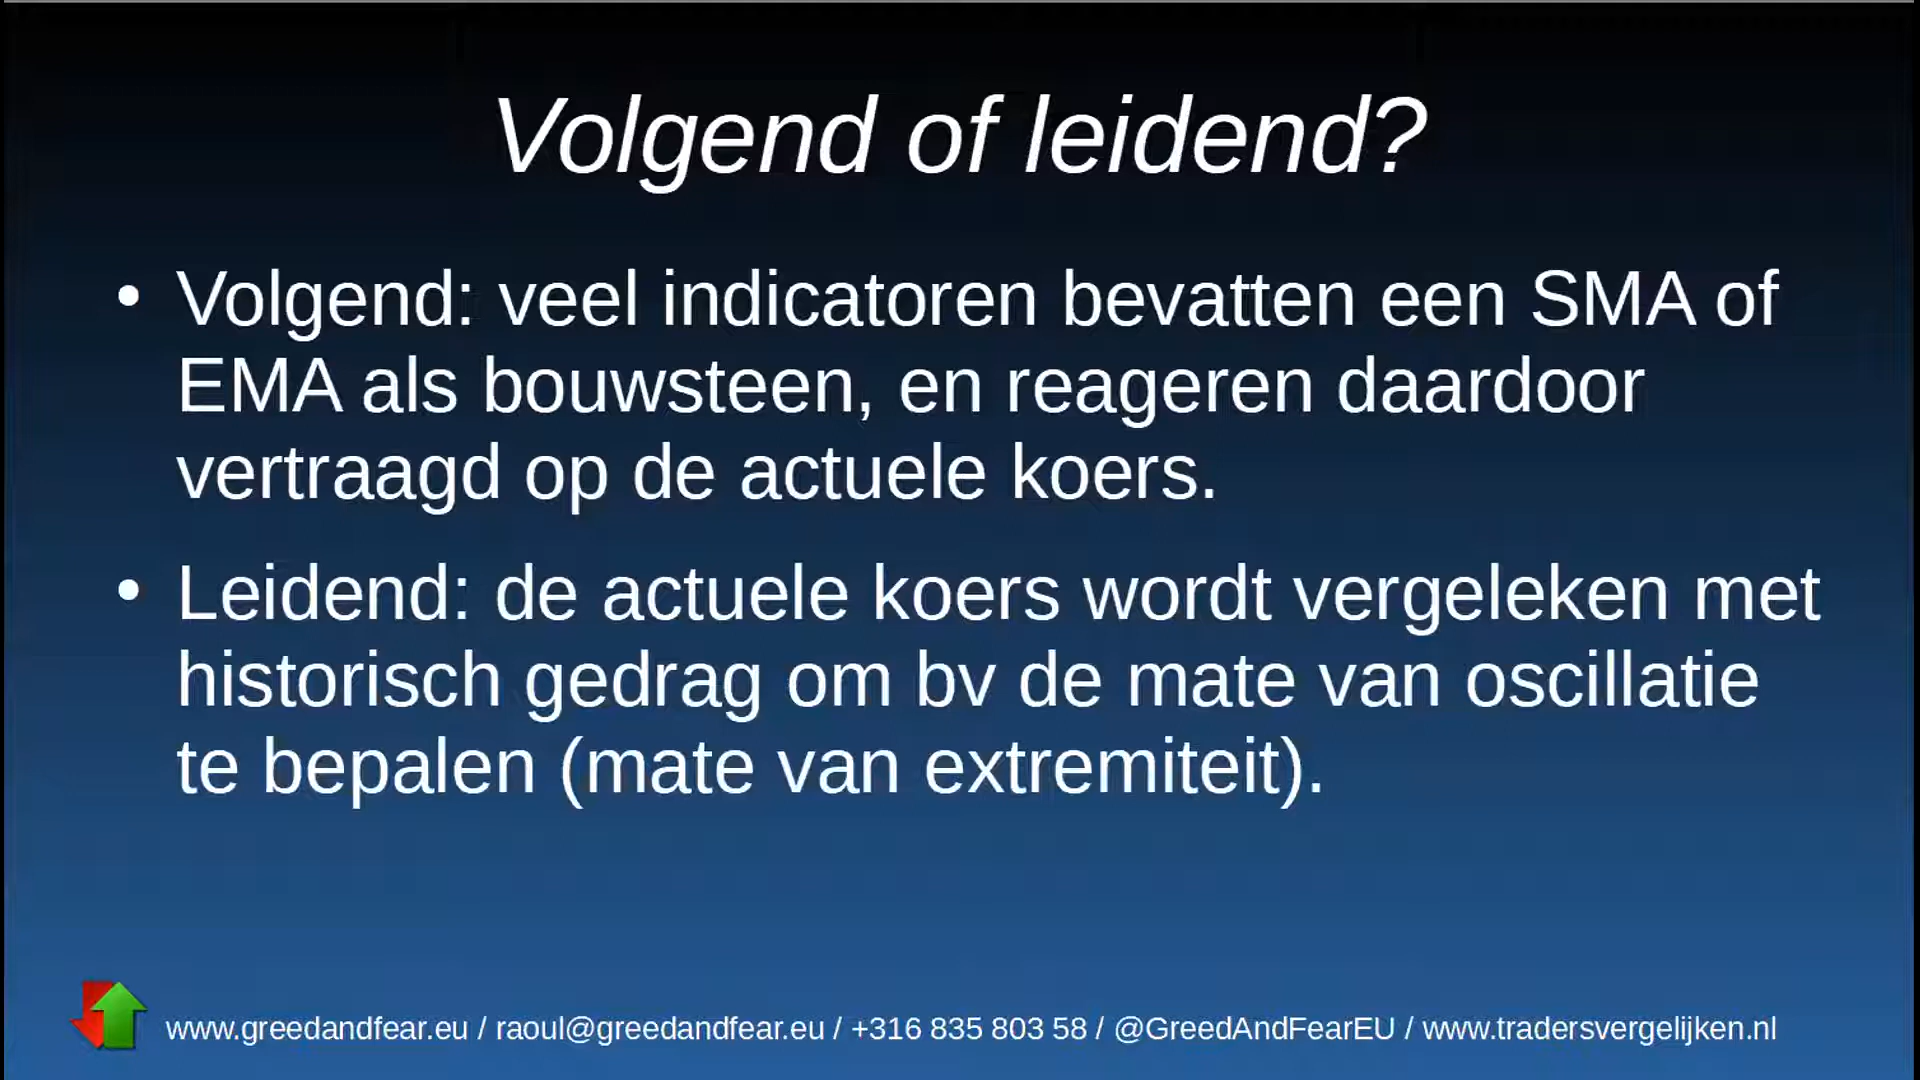 Volgend of leidend?
• Volgend: veel indicatoren bevatten een SMA of
EMA als bouwsteen, en reageren daardoor
vertraagd op de actuele koers.
• Leidend: de actuele koers wordt vergeleken met
historisch gedrag om bv de mate van oscillatie
te bepalen (mate van extremiteit).
www.greedandfear.eu / raoul@greedandfear.eu / +316 835 803 58 / @GreedAndFearEU / www.tradersvergelijken.nl